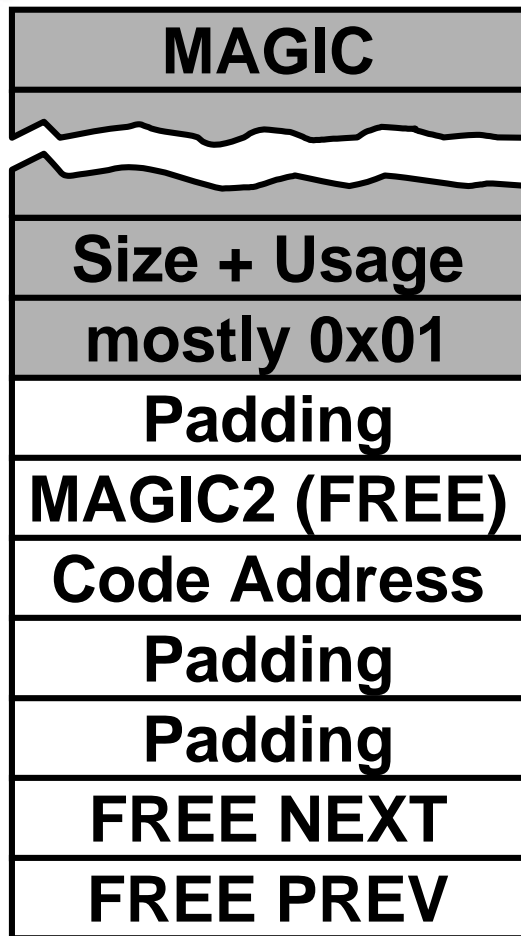 MAGIC
Size + Usage
mostly 0x01
Padding
MAGIC2 (FREE)
Code Address
Padding
Padding
FREE NEXT
FREE PREV